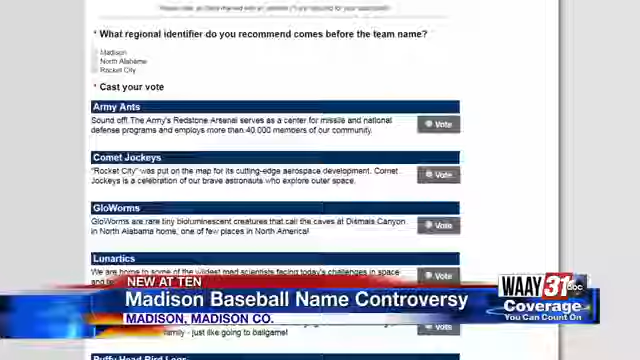 * What regional identifier do you recommend comes before the team name?
Madison
North Alabama
Rocket City
* Cast your vote
Army Ants
Sound off! The Army's Redstone Arsenal serves as a center for missile and national
defense programs and employs more than 40,000 members of our community.
Vote
Comet Jockeys
"Rocket City" was put on the map for its cutting-edge aerospace development. Comet
Jockeys is a celebration of our brave astronauts who explore outer space.
Vote
GloWorms
GloWorms are rare tiny bioluminescent creatures that call the caves at Dismals Canyon
in North Alabama home, one of few places in North America!
Vote
Lunartics
We are home to some of the wildest mad scientists facing today's challenges in space
and
Vote
NEW AT TEN
Madison Baseball Name Controversy
MADISON, MADISON CO.
WAAY 31 abc
Coverage
You Can Count On
family - just like going to ballgame!
Vote
Puffy Head Bird Legs